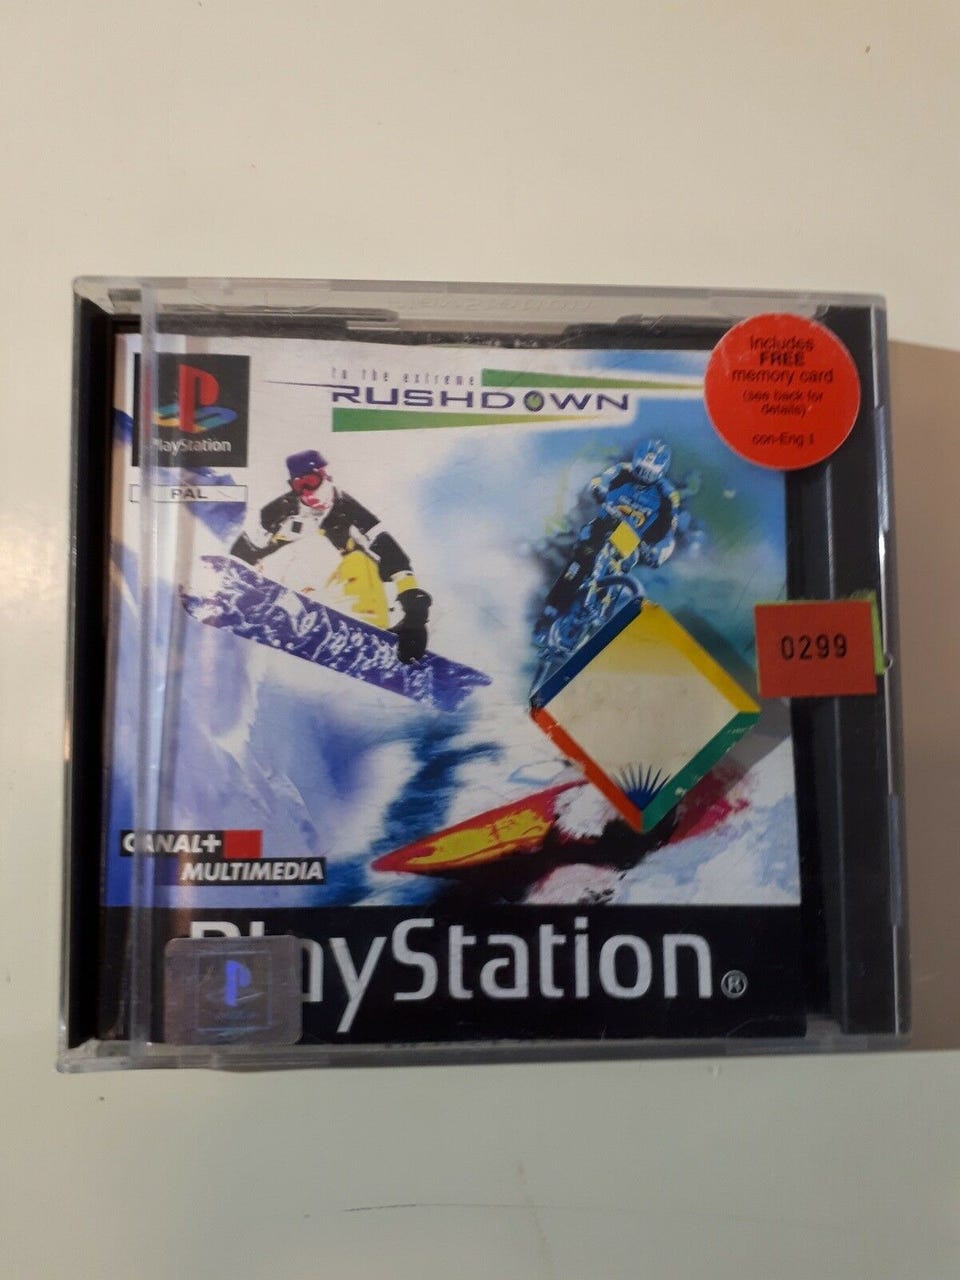 PlayStation
to the extreme
RUSHDOWN
PlayStation
PAL
Includes
FREE
memory card
(see back for
details)
con-Eng 1
0299
CANAL+
MULTIMEDIA
PlayStation®